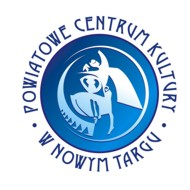 POWIATOWE CENTRUM KULTURY
• W NOWYM TARGU •